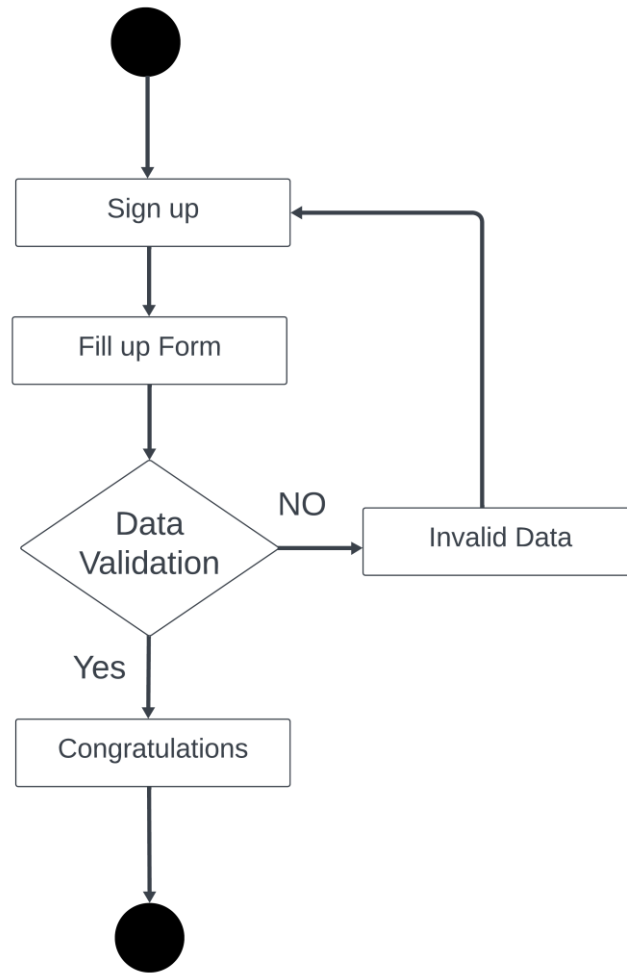 Sign up
Fill up Form
Data
Validation
NO
Invalid Data
Yes
Congratulations